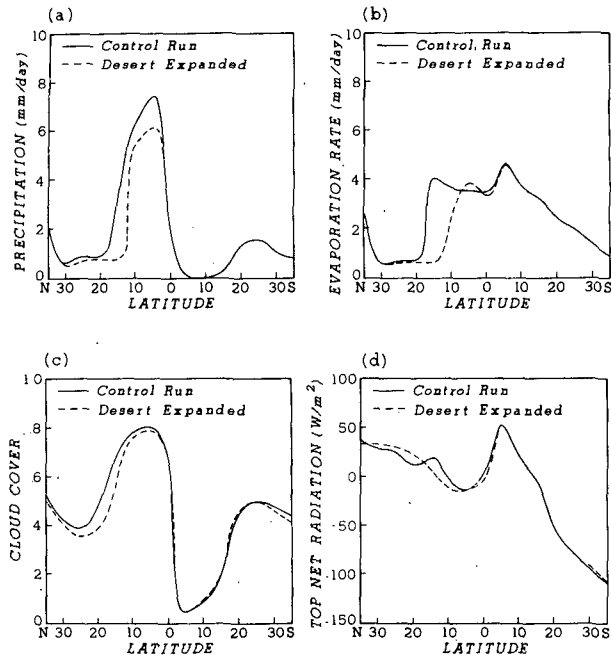 (a)
10
8
6
4
2
0
PRECIPITATION (mm/day)
Control Run
Desert Expanded
N 30 20 10 0 10 20 30S
LATITUDE
(b)
10
8
6
4
2
0
EVAPORATION RATE (mm/day)
Control Run
Desert Expanded
N 30 20 10 0 10 20 30S
LATITUDE
(c)
10
8
6
4
2
0
CLOUD COVER
Control Run
Desert Expanded
N 30 20 10 0 10 20 30S
LATITUDE
(d)
100
50
0
-50
-100
-150
TOP NET RADIATION (W/m²)
Control Run
Desert Expanded
N 30 20 10 0 10 20 30S
LATITUDE